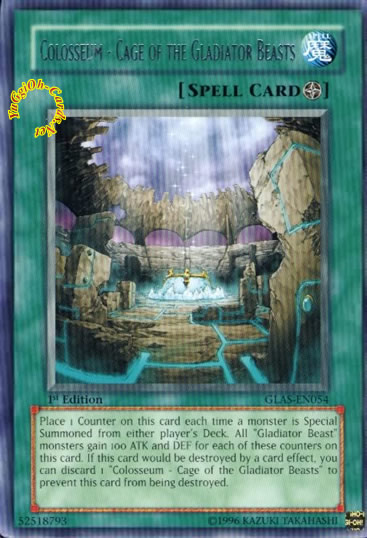 COLOSSEUM - CAGE OF THE GLADIATOR BEASTS
魔
[SPELL CARD]
YuGiOh-Cards.Net
1st Edition
GLAS-EN054
Place 1 Counter on this card each time a monster is Special
Summoned from either player's Deck. All "Gladiator Beast"
monsters gain 100 ATK and DEF for each of these counters on
this card. If this card would be destroyed by a card effect, you
can discard 1 "Colosseum - Cage of the Gladiator Beasts" to
prevent this card from being destroyed.
52518793
©1996 KAZUKI TAKAHASHI